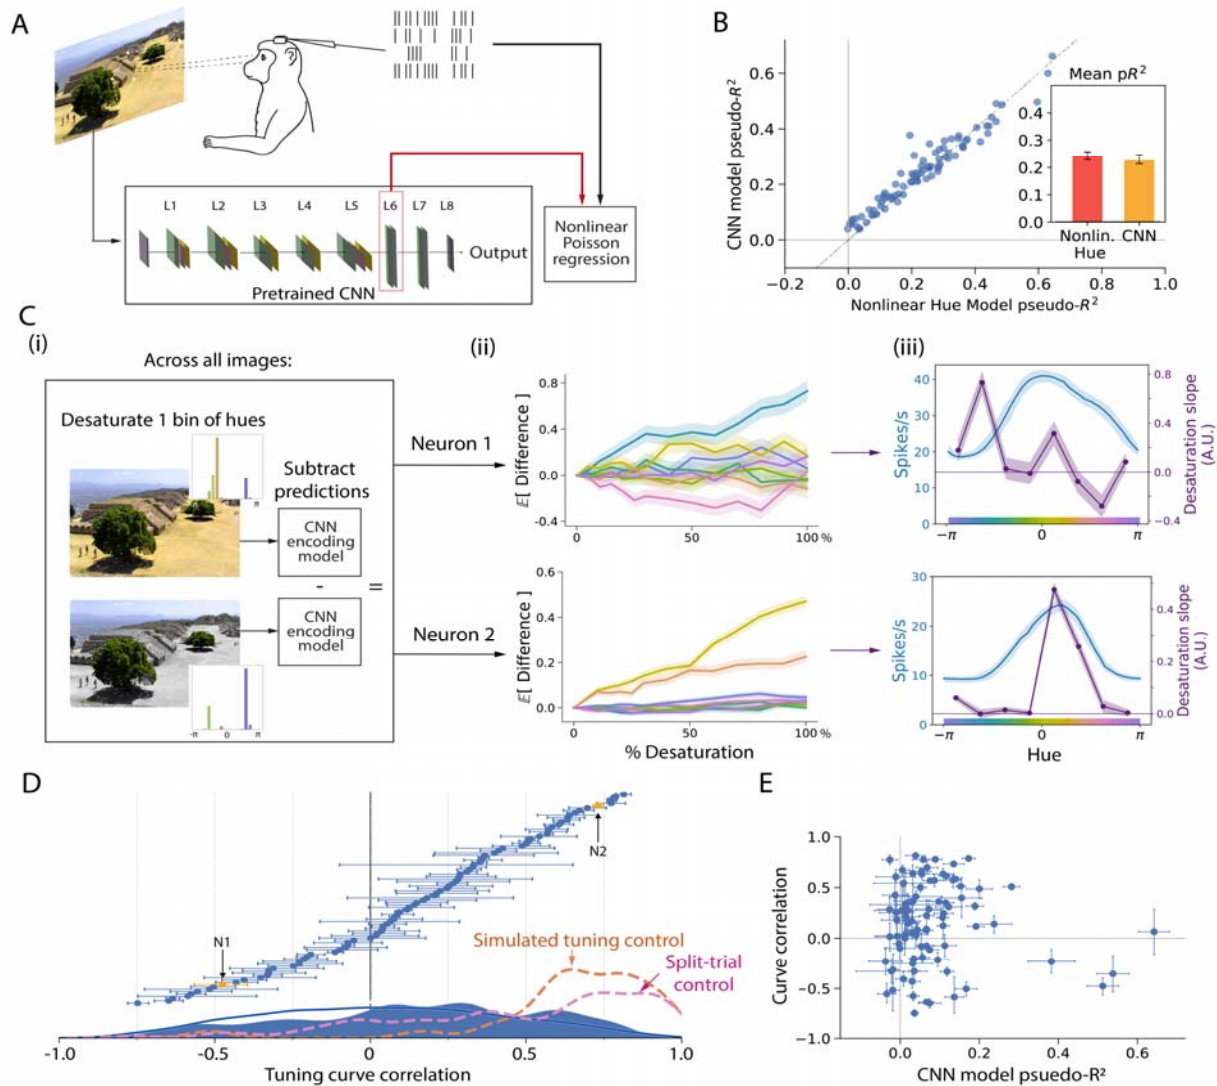 A
L1 L2 L3 L4 L5 L6 L7 L8
Output
Pretrained CNN
Nonlinear
Poisson
regression
B
CNN model pseudo-R²
0.6
0.4
0.2
0.0
−0.2 0.0 0.2 0.4 0.6 0.8 1.0
Nonlinear Hue Model pseudo-R²
Mean pR²
0.4
0.3
0.2
0.1
0.0
Nonlin. CNN
Hue
C
(i)
Across all images:
Desaturate 1 bin of hues
π
Subtract
predictions
CNN
encoding
model
-
=
CNN
encoding
model
-π 0 π
Neuron 1
Neuron 2
(ii)
E[ Difference ]
0.8
0.4
0.0
-0.4
0 50 100 %
E[ Difference ]
0.6
0.4
0.2
0.0
0 50 100 %
% Desaturation
(iii)
Spikes/s
40
30
20
10
0
−π 0 π
0.8
0.4
0.0
−0.4
Desaturation slope
(A.U.)
Spikes/s
30
20
10
0
−π 0 π
0.4
0.2
0.0
Desaturation slope
(A.U.)
Hue
D
N1
N2
Simulated tuning control
Split-trial
control
-1.0 -0.5 0 0.5 1.0
Tuning curve correlation
E
Curve correlation
1.0
0.5
0.0
−0.5
−1.0
0.0 0.2 0.4 0.6
CNN model psuedo-R²